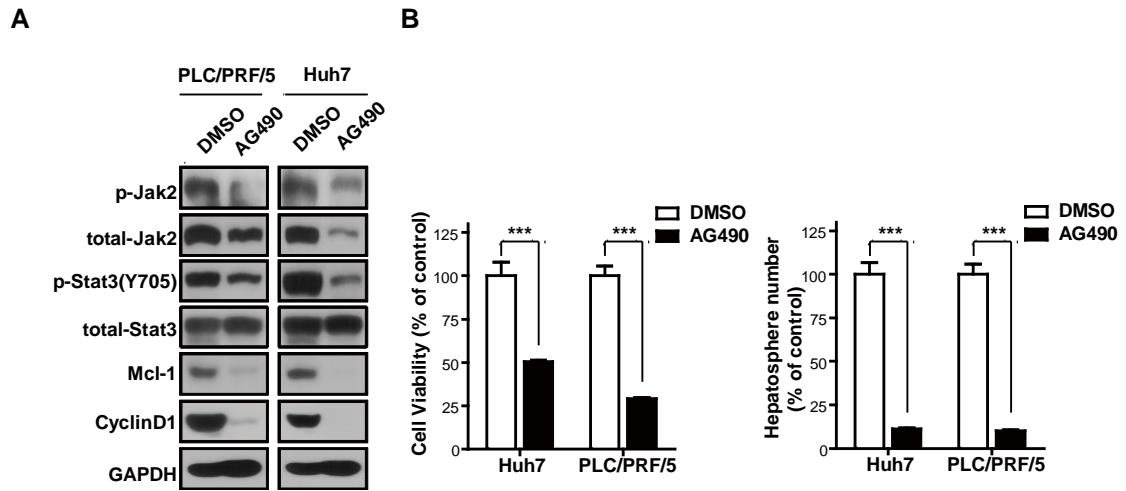 A
PLC/PRF/5 Huh7
DMSO AG490 DMSO AG490
p-Jak2
total-Jak2
p-Stat3(Y705)
total-Stat3
Mcl-1
CyclinD1
GAPDH
B
DMSO
AG490
Cell Viability (% of control)
125
100
75
50
25
0
***
***
Huh7 PLC/PRF/5
DMSO
AG490
Hepatosphere number
(% of control)
125
100
75
50
25
0
***
***
Huh7 PLC/PRF/5